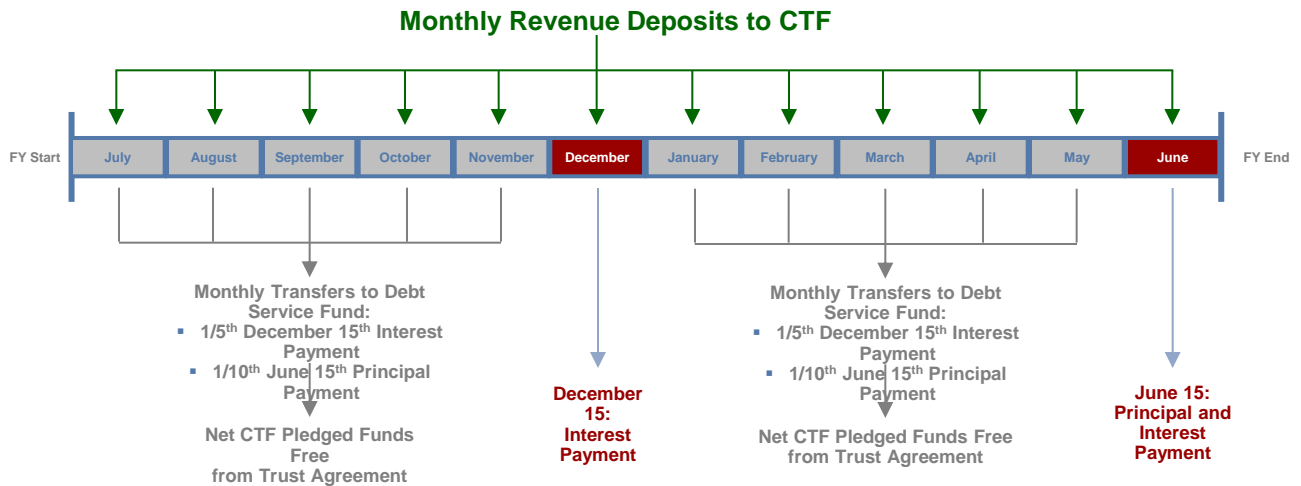 Monthly Revenue Deposits to CTF
FY Start
July
August
September
October
November
December
January
February
March
April
May
June
FY End
Monthly Transfers to Debt
Service Fund:
▪ 1/5th December 15th Interest
Payment
▪ 1/10th June 15th Principal
Payment
Net CTF Pledged Funds
Free
from Trust Agreement
December
15:
Interest
Payment
Monthly Transfers to Debt
Service Fund:
▪ 1/5th December 15th Interest
Payment
▪ 1/10th June 15th Principal
Payment
Net CTF Pledged Funds Free
from Trust Agreement
June 15:
Principal and
Interest
Payment